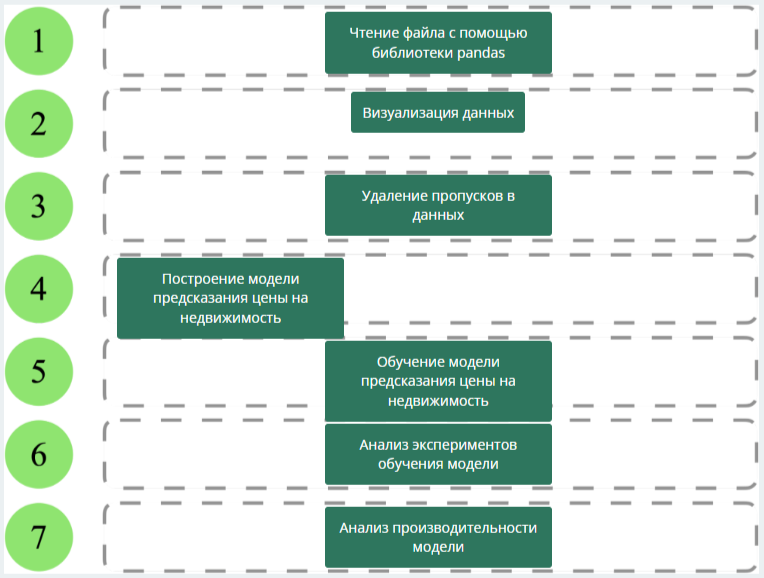 1
Чтение файла с помощью
библиотеки pandas
2
Визуализация данных
3
Удаление пропусков в
данных
4
Построение модели
предсказания цены на
недвижимость
5
Обучение модели
предсказания цены на
недвижимость
6
Анализ экспериментов
обучения модели
7
Анализ производительности
модели